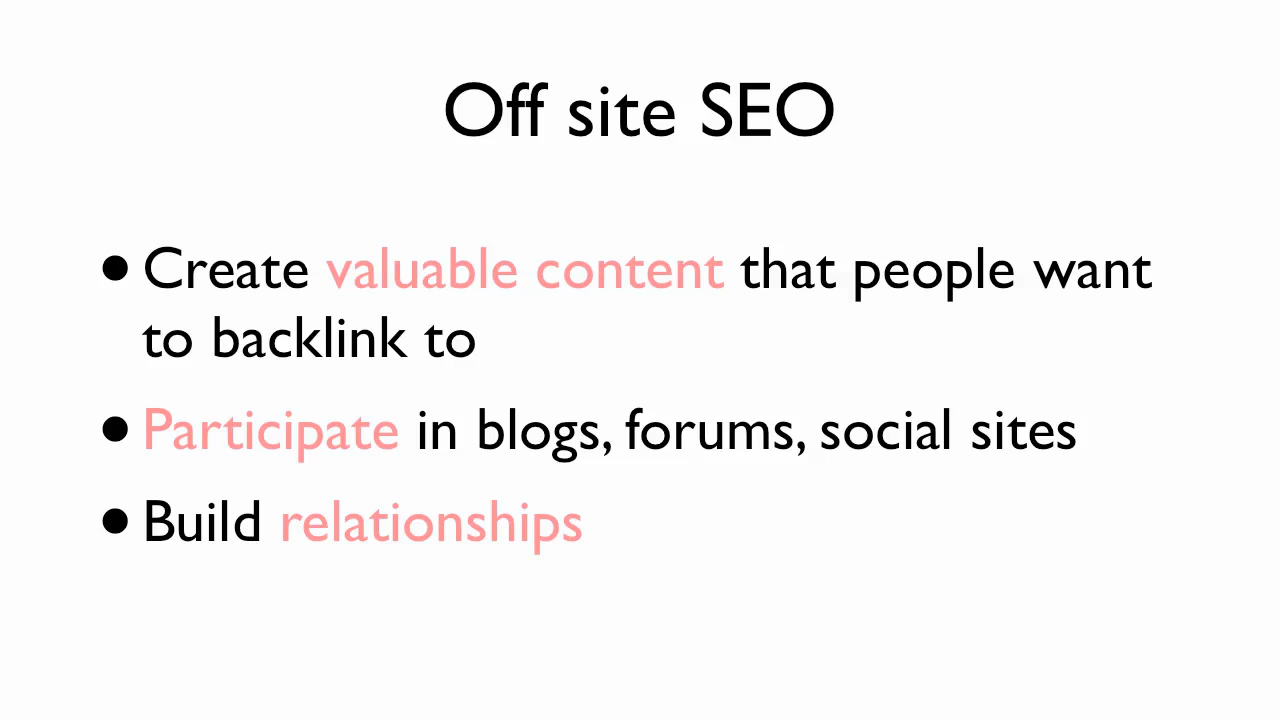 Off site SEO
• Create valuable content that people want
to backlink to
• Participate in blogs, forums, social sites
• Build relationships